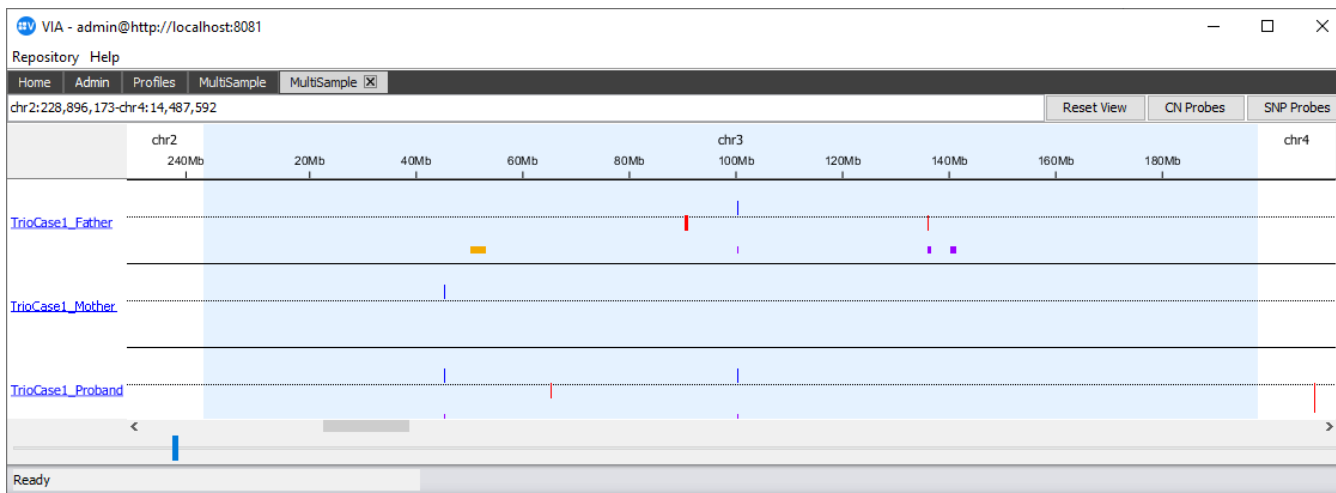 VIA - admin@http://localhost:8081
Repository Help
Home Admin Profiles MultiSample MultiSample
chr2:228,896,173-chr4:14,487,592 Reset View CN Probes SNP Probes
chr2 chr3 chr4
240Mb 20Mb 40Mb 60Mb 80Mb 100Mb 120Mb 140Mb 160Mb 180Mb
TrioCase1_Father
TrioCase1_Mother
TrioCase1_Proband
Ready